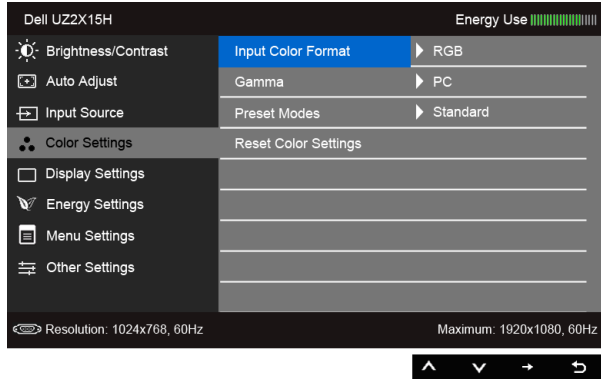 Dell UZ2X15H Energy Use
Brightness/Contrast Input Color Format RGB
Auto Adjust Gamma PC
Input Source Preset Modes Standard
Color Settings Reset Color Settings
Display Settings
Energy Settings
Menu Settings
Other Settings
Resolution: 1024x768, 60Hz Maximum: 1920x1080, 60Hz